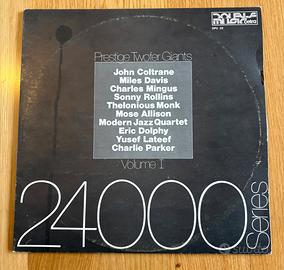 DOUBLE
Prestige Twofer Giants
John Coltrane
Miles Davis
Charles Mingus
Sonny Rollins
Thelonious Monk
Mose Allison
Modern Jazz Quartet
Eric Dolphy
Yusef Lateef
Charlie Parker
Volume I
24000
Series